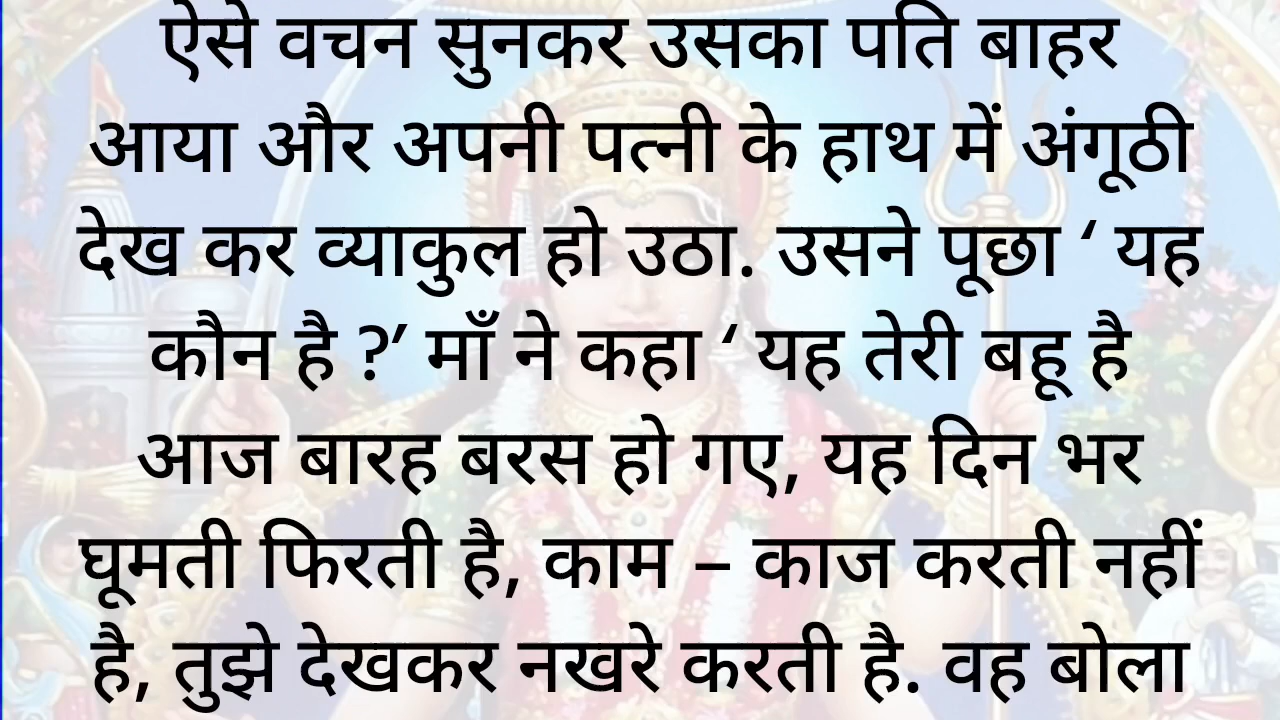 ऐसे वचन सुनकर उसका पति बाहर
आया और अपनी पत्नी के हाथ में अंगूठी
देख कर व्याकुल हो उठा. उसने पूछा ‘ यह
कौन है ?’ माँ ने कहा ‘ यह तेरी बहू है
आज बारह बरस हो गए, यह दिन भर
घूमती फिरती है, काम – काज करती नहीं
है, तुझे देखकर नखरे करती है. वह बोला